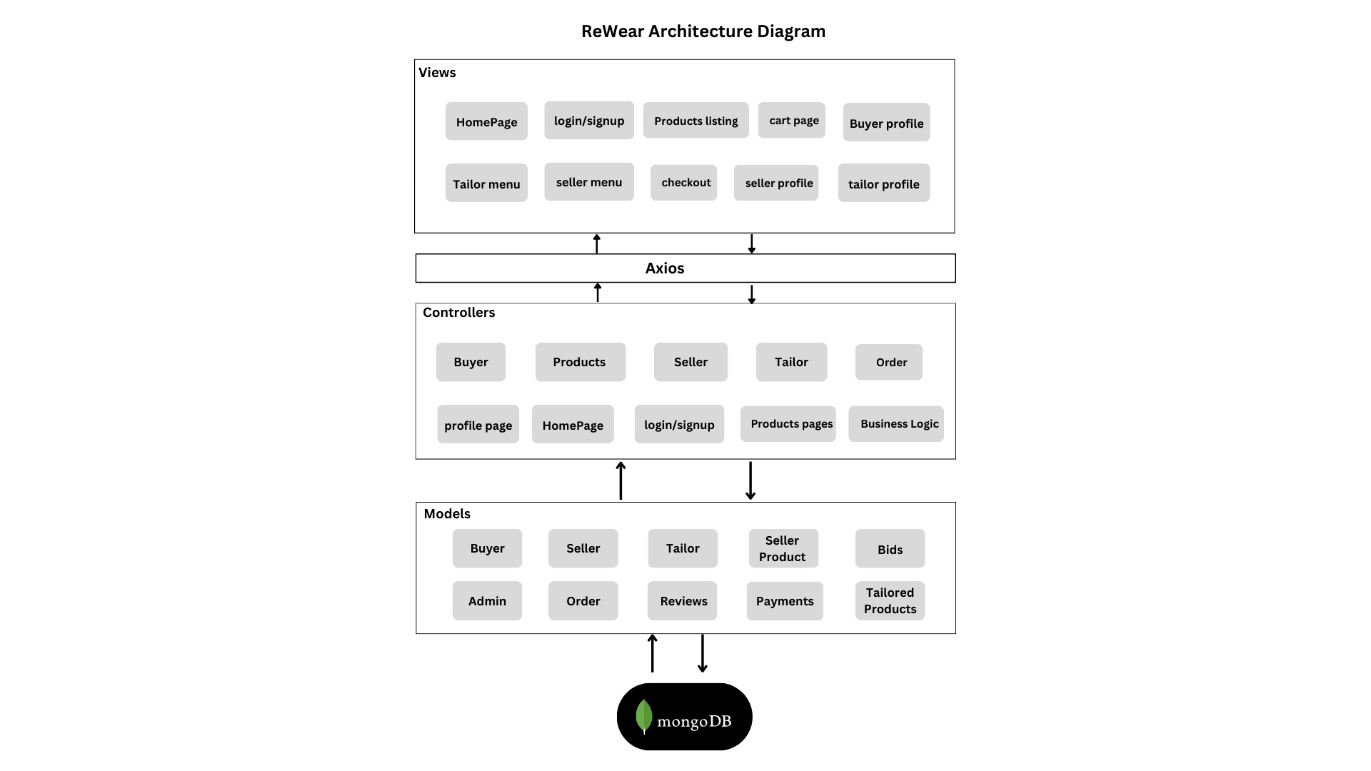 ReWear Architecture Diagram
Views
HomePage
login/signup
Products listing
cart page
Buyer profile
Tailor menu
seller menu
checkout
seller profile
tailor profile
Axios
Controllers
Buyer
Products
Seller
Tailor
Order
profile page
HomePage
login/signup
Products pages
Business Logic
Models
Buyer
Seller
Tailor
Seller
Product
Bids
Admin
Order
Reviews
Payments
Tailored
Products
mongoDB